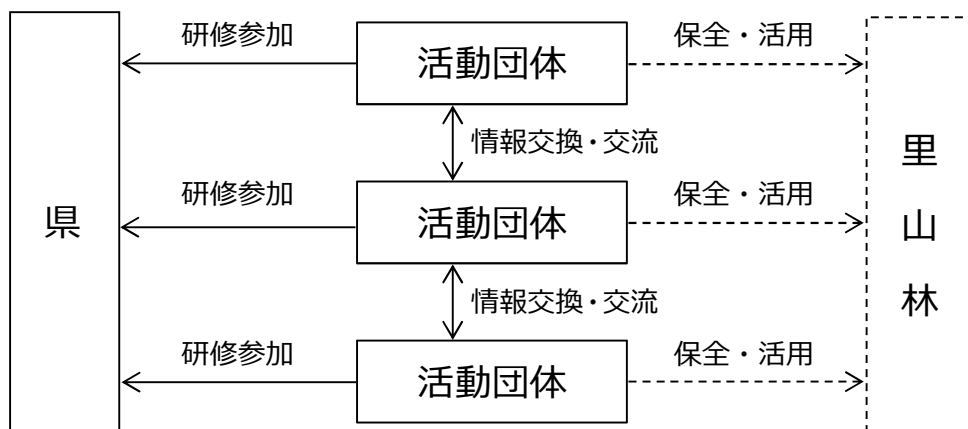 研修参加
活動団体
保全・活用
情報交換・交流
県
研修参加
活動団体
保全・活用
里山林
情報交換・交流
研修参加
活動団体
保全・活用